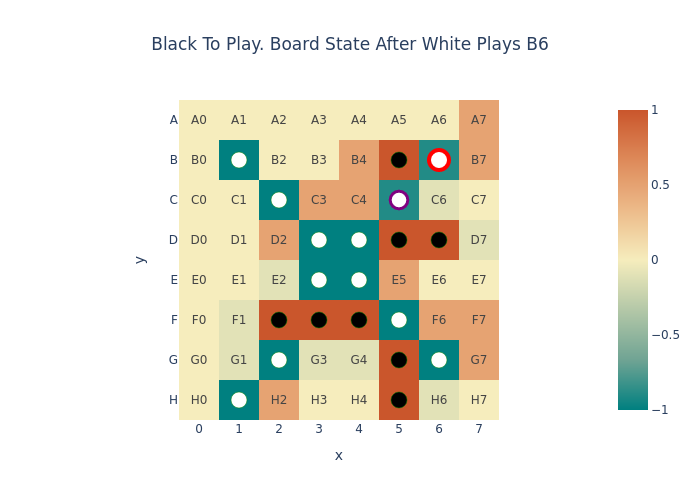 Black To Play. Board State After White Plays B6
A A0 A1 A2 A3 A4 A5 A6 A7
B B0 B2 B3 B4 B7
C C0 C1 C3 C4 C6 C7
D D0 D1 D2 D7
E E0 E1 E2 E5 E6 E7
F F0 F1 F6 F7
G G0 G1 G3 G4 G7
H H0 H2 H3 H4 H6 H7
0 1 2 3 4 5 6 7
x
y
1
0.5
0
−0.5
−1